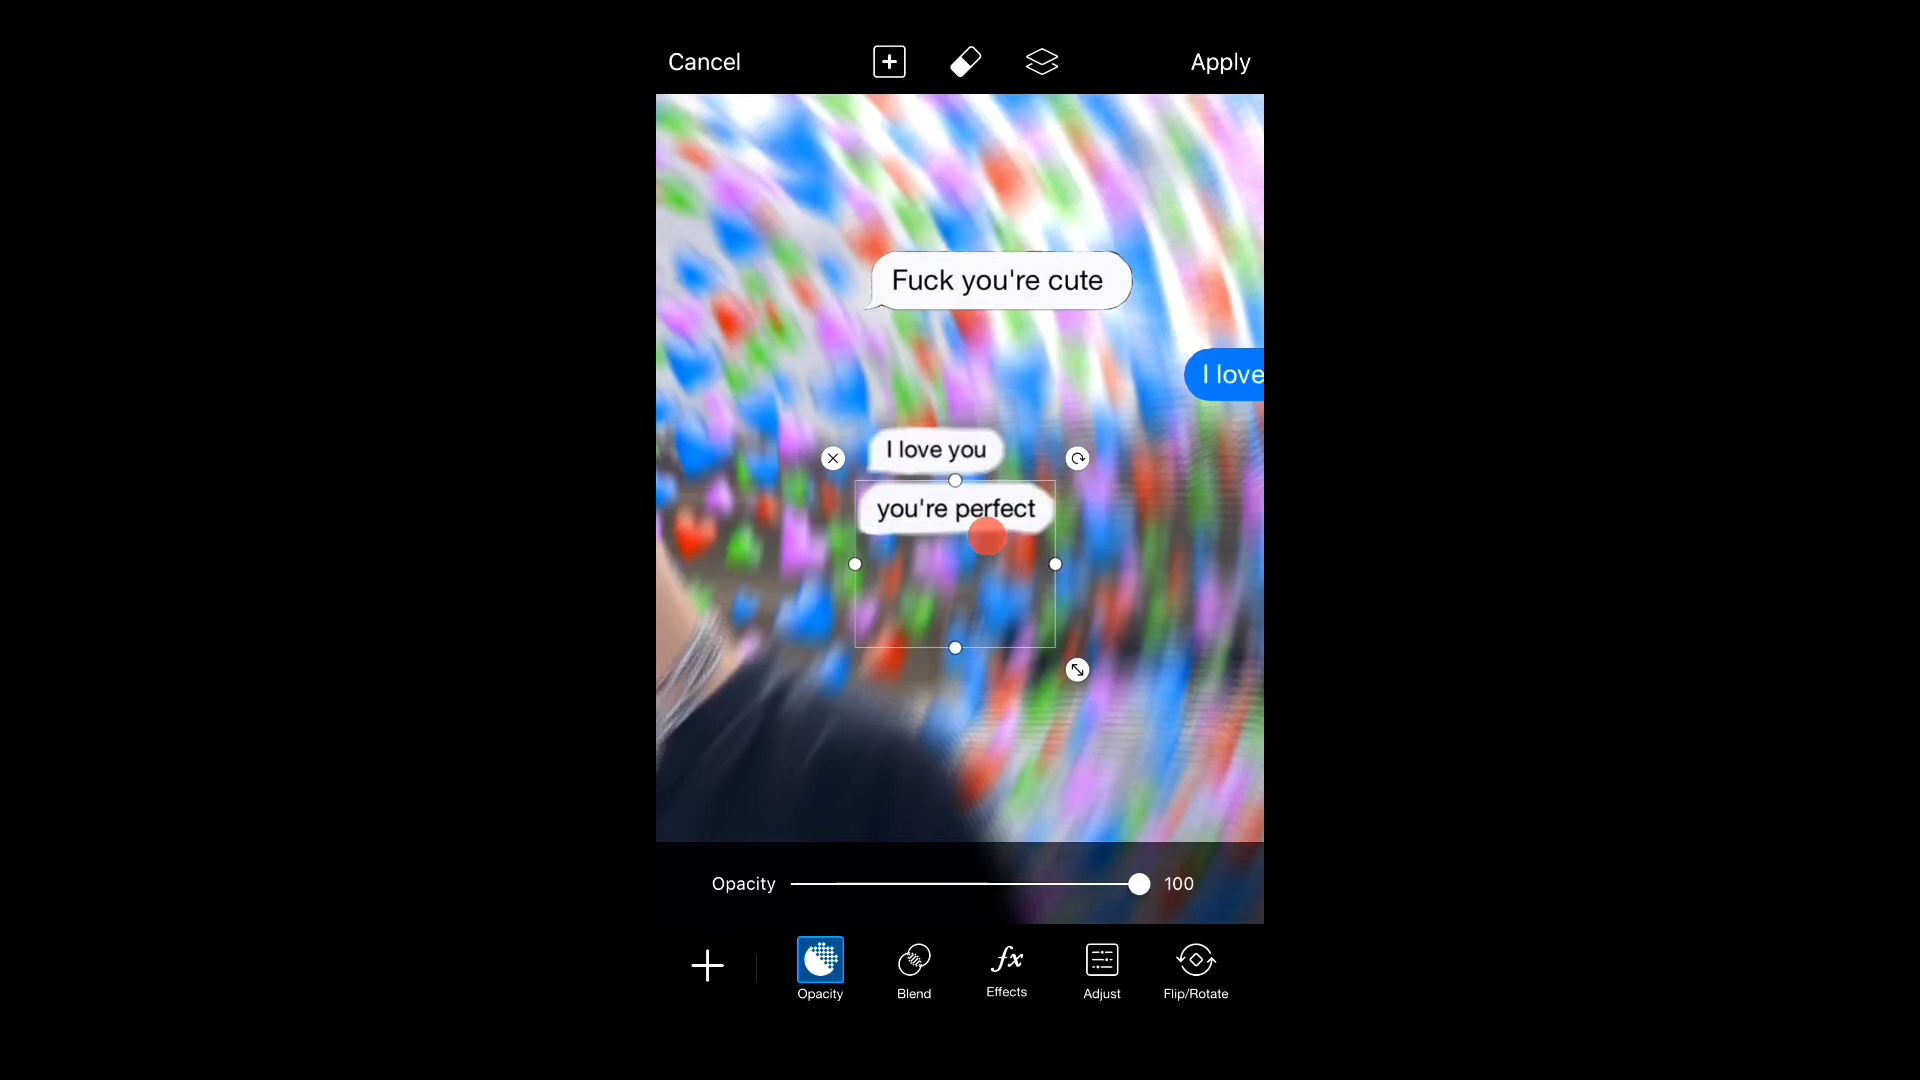 Cancel
Apply
Fuck you're cute
I love
I love you
you're perfect
Opacity
100
Opacity
Blend
fx
Effects
Adjust
Flip/Rotate